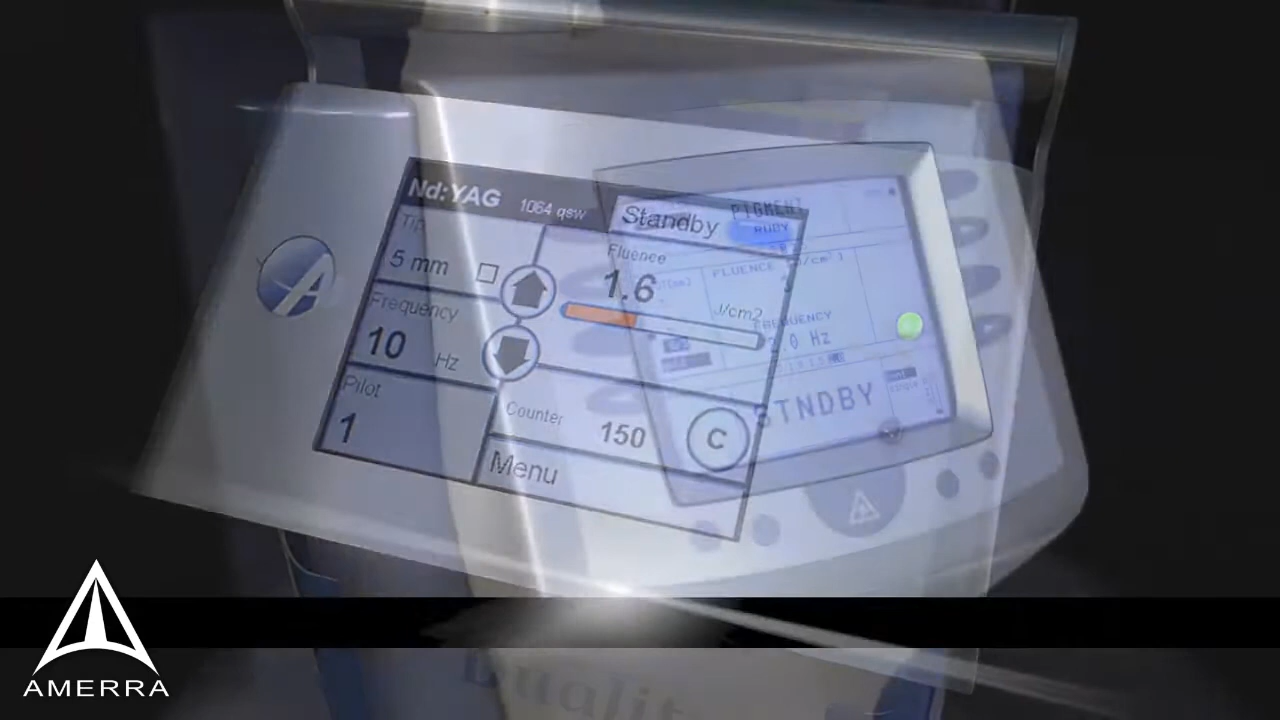 Nd:YAG 1064 qsw
Standby
PIGMENT
RUBY
Tip
5 mm
Fluence
1.6
J/cm2
FLUENCE
Frequency
10 Hz
FREQUENCY
Hz
Pilot
1
STNDBY
Counter
150
C
Menu
A
AMERRA